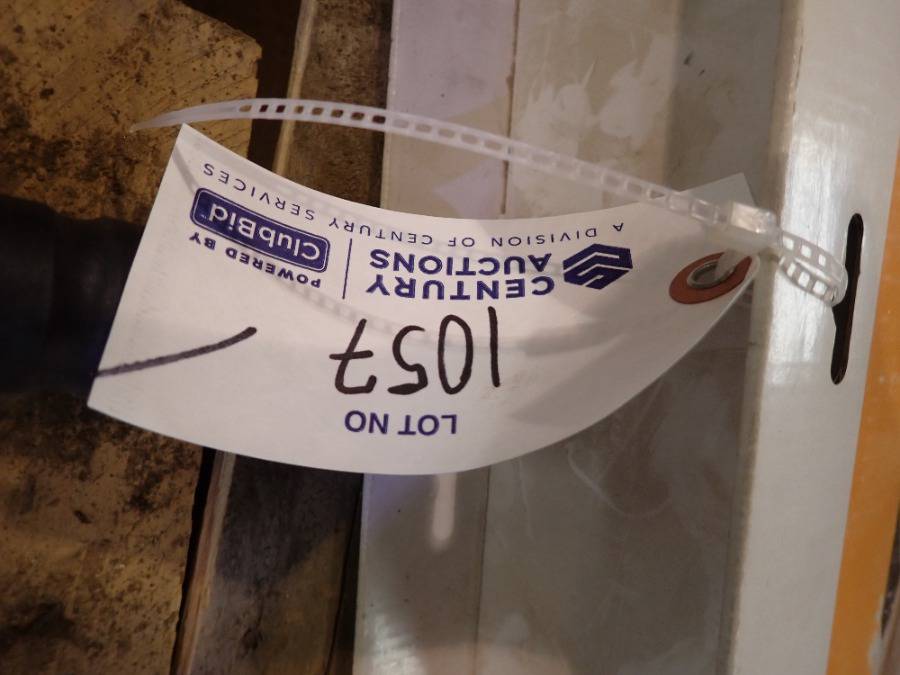 LOT NO
1057
CENTURY
AUCTIONS
POWERED BY
ClubBid
A DIVISION OF CENTURY SERVICES